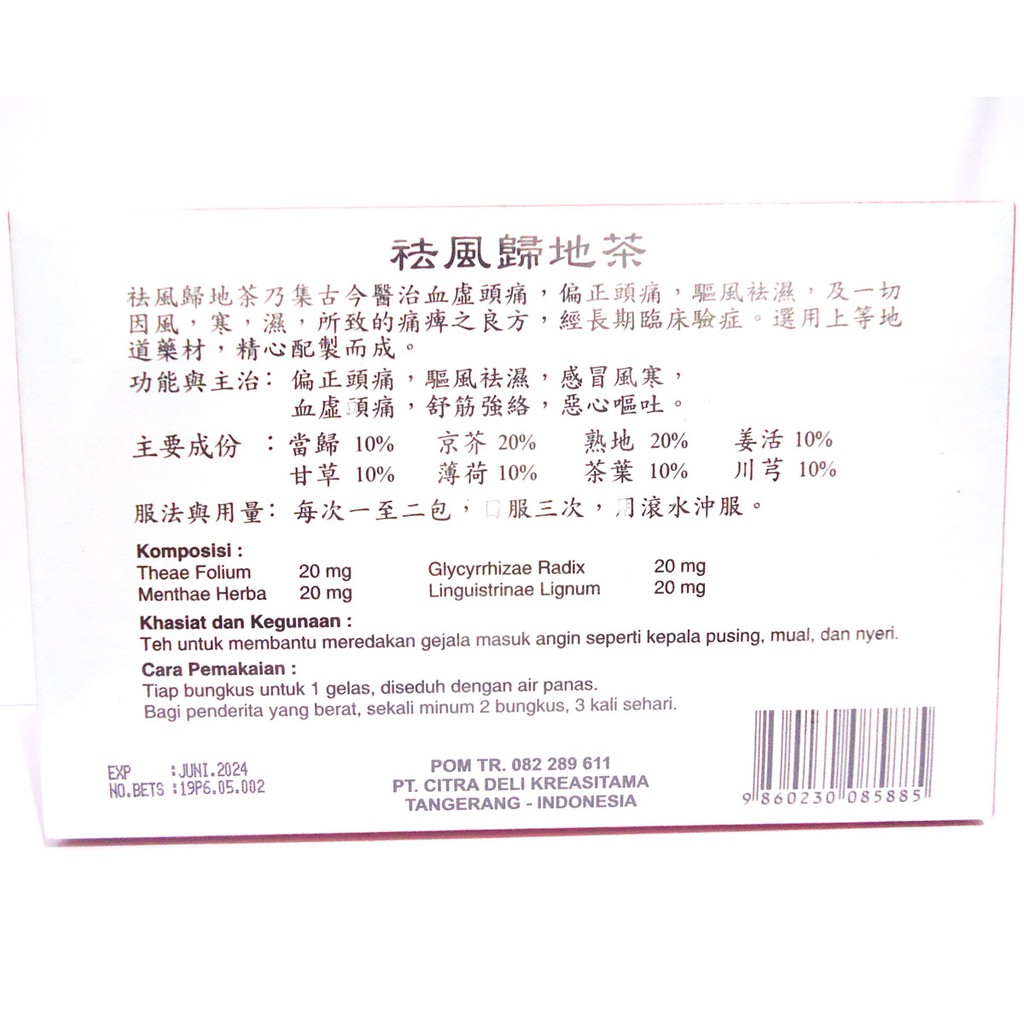 祛風歸地茶
祛風歸地茶乃集古今醫治血虛頭痛，偏正頭痛，驅風祛濕，及一切
因風，寒，濕，所致的痛痺之良方，經長期臨床驗症。選用上等地
道藥材，精心配製而成。
功能與主治：偏正頭痛，驅風祛濕，感冒風寒，
血虛頭痛，舒筋強絡，惡心嘔吐。
主要成份 ：當歸 10% 京芥 20% 熟地 20% 姜活 10%
甘草 10% 薄荷 10% 茶葉 10% 川芎 10%
服法與用量：每次一至二包，服三次，用滾水沖服。
Komposisi :
Theae Folium 20 mg Glycyrrhizae Radix 20 mg
Menthae Herba 20 mg Linguistrinae Lignum 20 mg
Khasiat dan Kegunaan :
Teh untuk membantu meredakan gejala masuk angin seperti kepala pusing, mual, dan nyeri.
Cara Pemakaian :
Tiap bungkus untuk 1 gelas, diseduh dengan air panas.
Bagi penderita yang berat, sekali minum 2 bungkus, 3 kali sehari.
EXP :JUNI.2024
NO.BETS :19P6.05.002
POM TR. 082 289 611
PT. CITRA DELI KREASITAMA
TANGERANG - INDONESIA
9 860230 085885